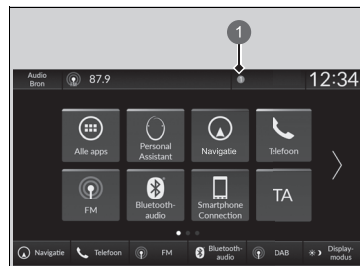 1
Audio
Bron
87.9
12:34
Alle apps
Personal
Assistant
Navigatie
Telefoon
FM
Bluetooth-
audio
Smartphone
Connection
TA
Navigatie
Telefoon
FM
Bluetooth-
audio
DAB
Display-
modus